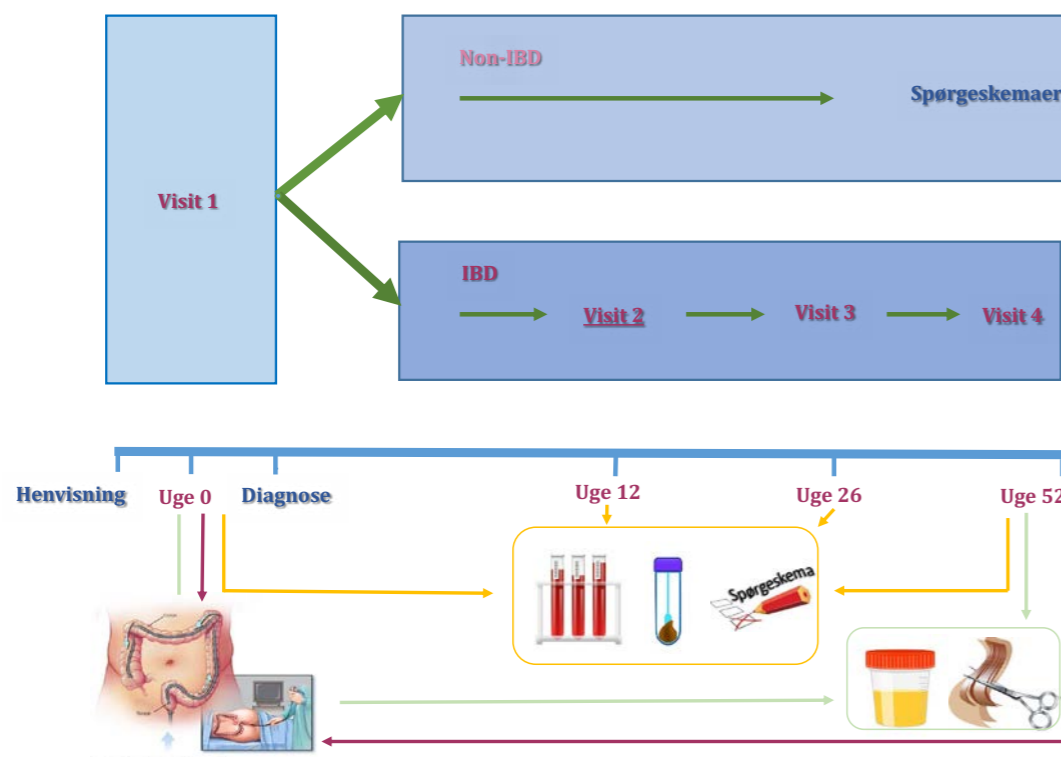 Non-IBD
Spørgeskemaer
Visit 1
IBD
Visit 2
Visit 3
Visit 4
Henvisning
Uge 0
Diagnose
Uge 12
Uge 26
Uge 52
Spørgeskema